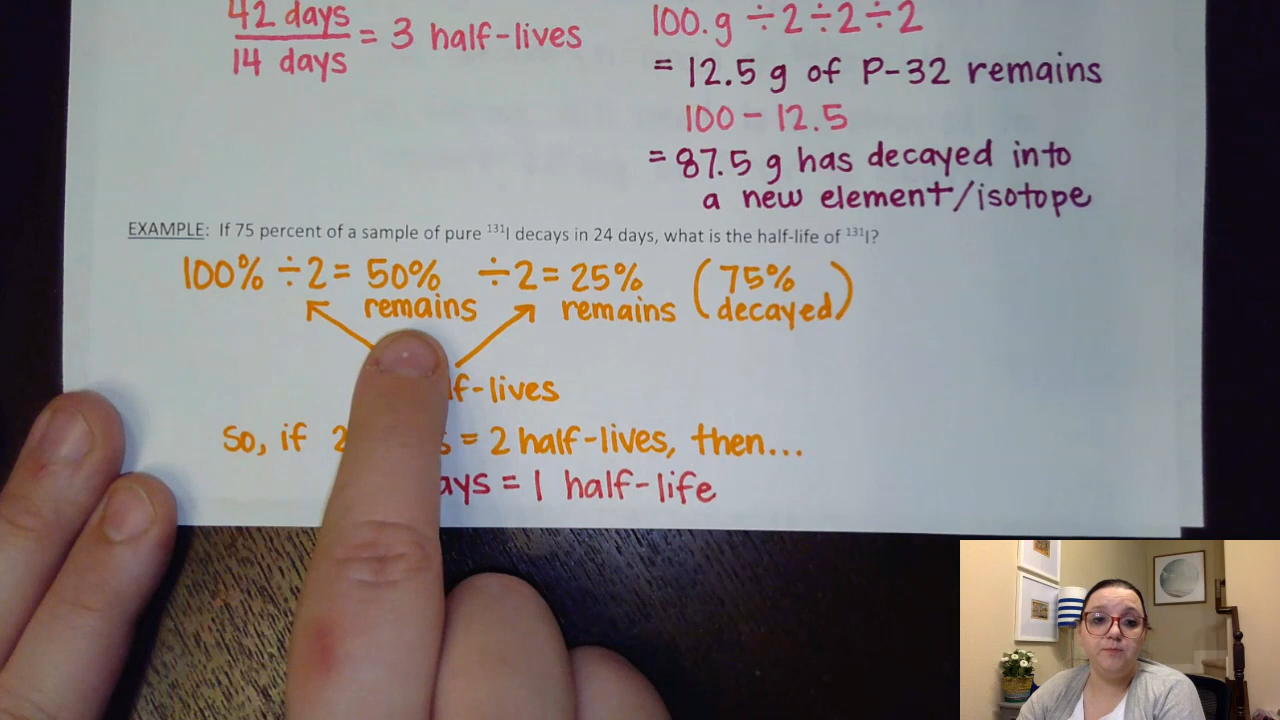 42 days
14 days = 3 half-lives
100.g ÷2÷2÷2
= 12.5 g of P-32 remains
100 - 12.5
= 87.5 g has decayed into
a new element/isotope
EXAMPLE: If 75 percent of a sample of pure ¹³¹I decays in 24 days, what is the half-life of ¹³¹I?
100% ÷2 = 50% ÷2 = 25% (75%
remains remains decayed)
-lives
So, if = 2 half-lives, then...
= 1 half-life